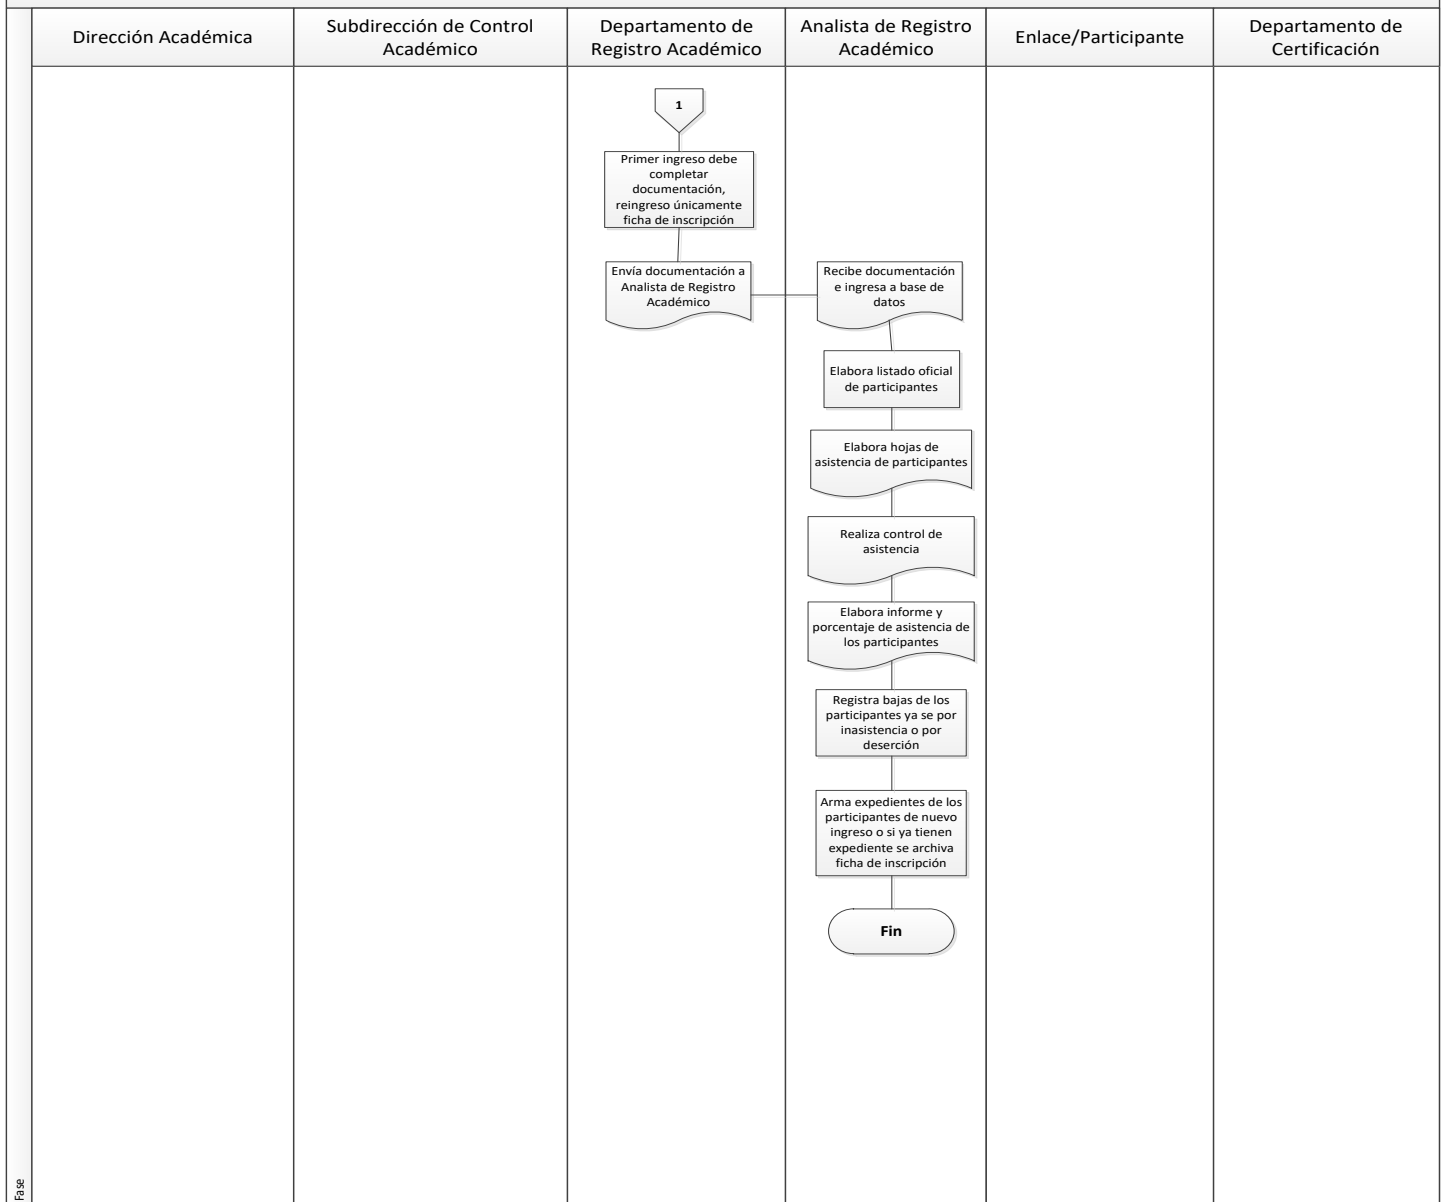 Dirección Académica
Subdirección de Control
Académico
Departamento de
Registro Académico
Analista de Registro
Académico
Enlace/Participante
Departamento de
Certificación
1
Primer ingreso debe
completar
documentación,
reingreso únicamente
ficha de inscripción
Envía documentación a
Analista de Registro
Académico
Recibe documentación
e ingresa a base de
datos
Elabora listado oficial
de participantes
Elabora hojas de
asistencia de participantes
Realiza control de
asistencia
Elabora informe y
porcentaje de asistencia de
los participantes
Registra bajas de los
participantes ya se por
inasistencia o por
deserción
Arma expedientes de los
participantes de nuevo
ingreso o si ya tienen
expediente se archiva
ficha de inscripción
Fin
Fase